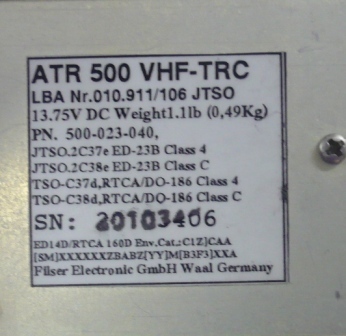 ATR 500 VHF-TRC
LBA Nr.010.911/106 JTSO
13.75V DC Weight1.1lb (0,49Kg)
PN. 500-023-040,
JTSO.2C37e ED-23B Class 4
JTSO.2C38e ED-23B Class C
TSO-C37d,RTCA/DO-186 Class 4
TSO-C38d,RTCA/DO-186 Class C
SN: 20103406
ED14D/RTCA 160D Env.Cat.:C1Z]CAA
[SM]XXXXXXZBABZ[YY]M[B3F3]XXA
Filser Electronic GmbH Waal Germany